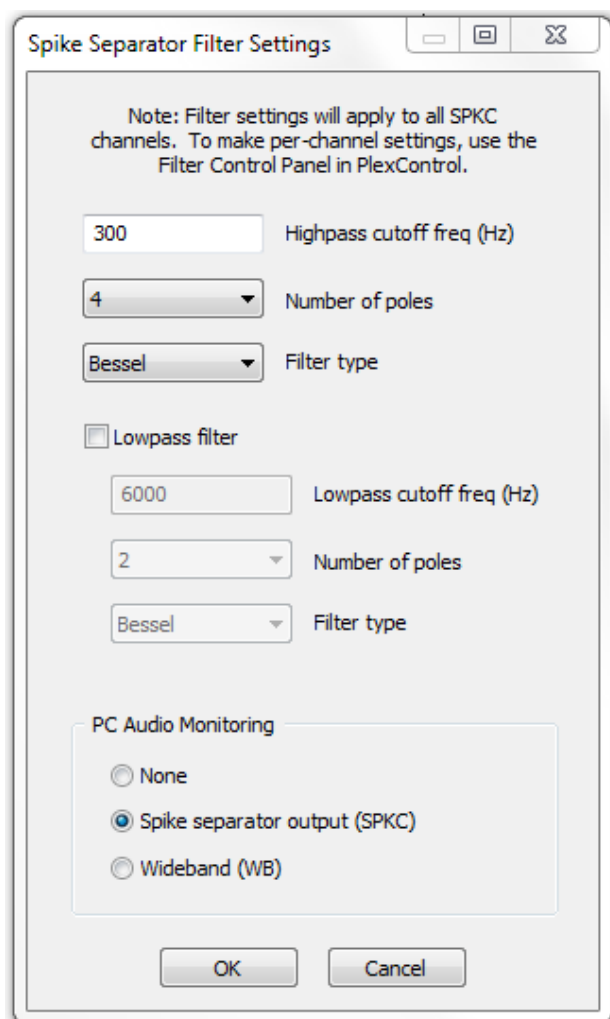 Spike Separator Filter Settings
Note: Filter settings will apply to all SPKC
channels. To make per-channel settings, use the
Filter Control Panel in PlexControl.
300 Highpass cutoff freq (Hz)
4 Number of poles
Bessel Filter type
Lowpass filter
6000 Lowpass cutoff freq (Hz)
2 Number of poles
Bessel Filter type
PC Audio Monitoring
None
Spike separator output (SPKC)
Wideband (WB)
OK Cancel